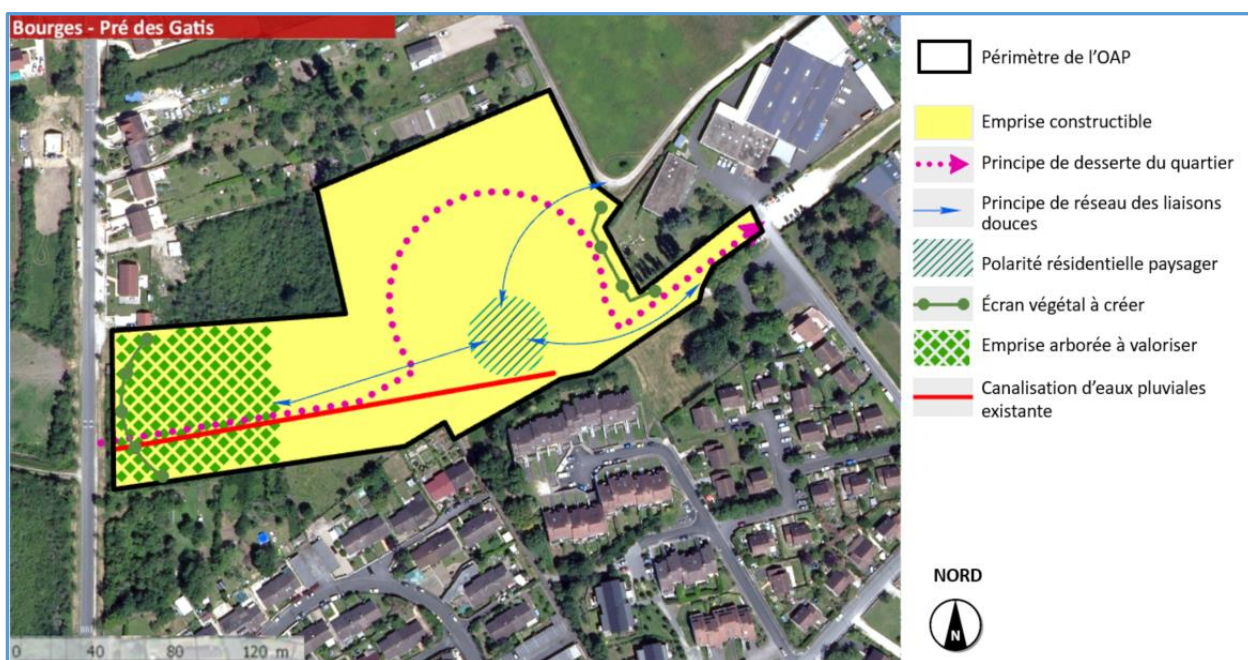 Bourges - Pré des Gatis
Périmètre de l'OAP
Emprise constructible
Principe de desserte du quartier
Principe de réseau des liaisons
douces
Polarité résidentielle paysager
Écran végétal à créer
Emprise arborée à valoriser
Canalisation d'eaux pluviales
existante
NORD
N
0 40 80 120 m